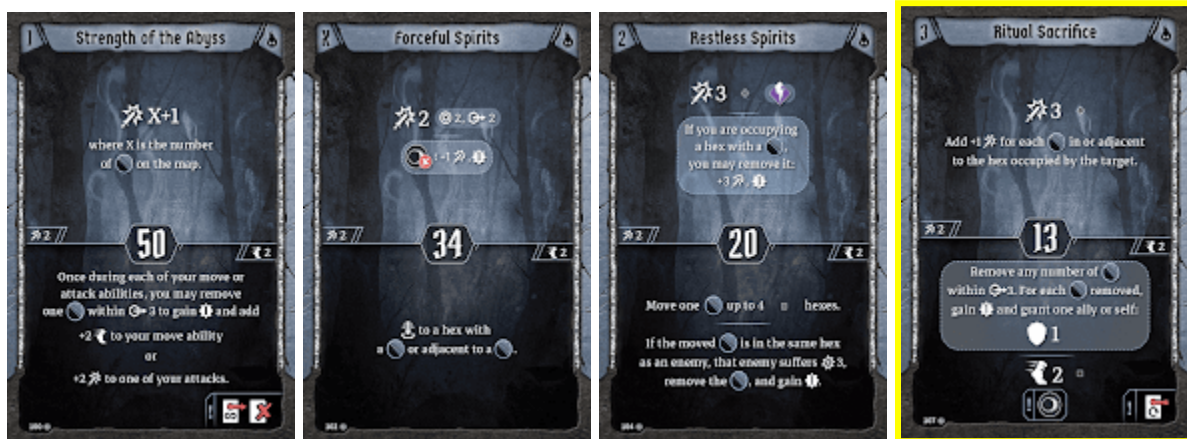 1 Strength of the Abyss
X+1
where X is the number
of on the map.
2
50
2
Once during each of your move or
attack abilities, you may remove
one within 3 to gain and add
+2 to your move ability
or
+2 to one of your attacks.
X Forceful Spirits
2 2, 2
: +1 ,
2
34
2
to a hex with
a or adjacent to a .
2 Restless Spirits
3
If you are occupying
a hex with a ,
you may remove it:
+3 ,
2
20
2
Move one up to 4 hexes.
If the moved is in the same hex
as an enemy, that enemy suffers 3,
remove the , and gain .
3 Ritual Sacrifice
3
Add +1 for each in or adjacent
to the hex occupied by the target.
2
13
2
Remove any number of
within 3. For each removed,
gain and grant one ally or self:
1
2